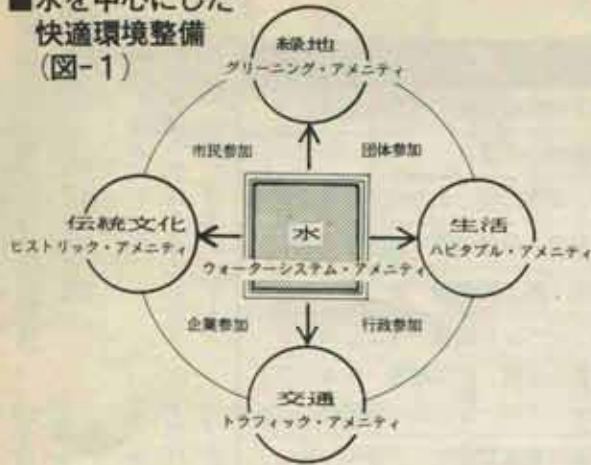 ■水を中心にした
快適環境整備
(図-1)
緑地
グリーニング・アメニティ
市民参加
団体参加
伝統文化
ヒストリック・アメニティ
水
ウォーターシステム・アメニティ
生活
ハビタブル・アメニティ
企業参加
行政参加
交通
トラフィック・アメニティ